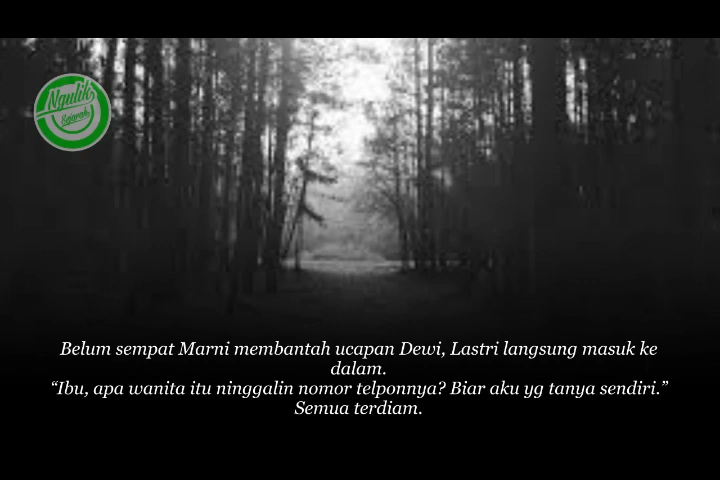 Ngulik
Sejarah
Belum sempat Marni membantah ucapan Dewi, Lastri langsung masuk ke
dalam.
“Ibu, apa wanita itu ninggalin nomor telponnya? Biar aku yg tanya sendiri.”
Semua terdiam.